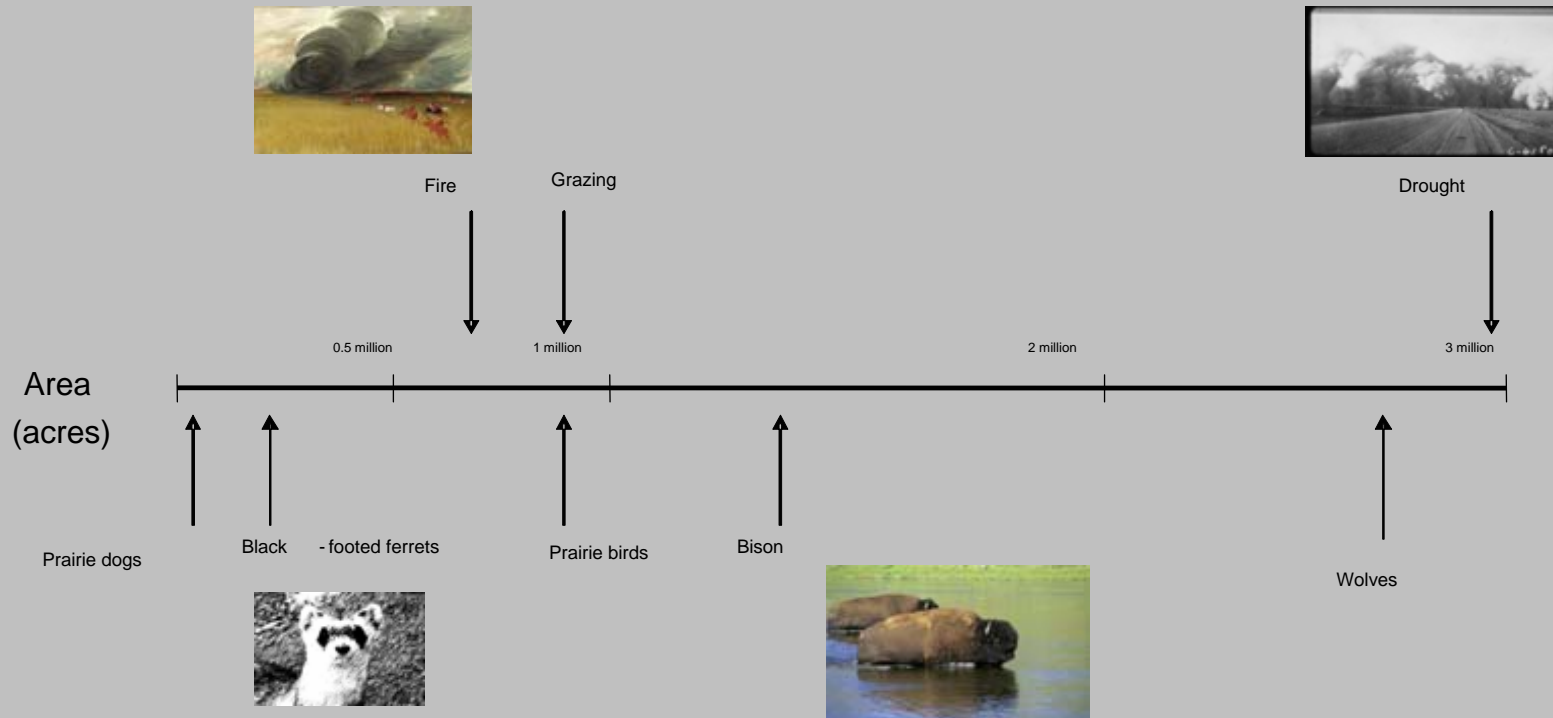 Fire
Grazing
Drought
0.5 million
1 million
2 million
3 million
Area
(acres)
Prairie dogs
Black - footed ferrets
Prairie birds
Bison
Wolves